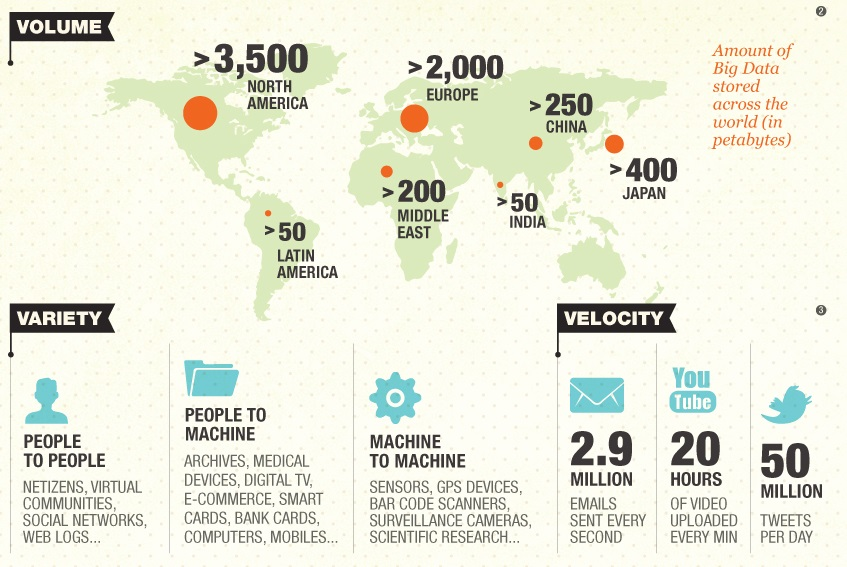 VOLUME
2
> 3,500
NORTH
AMERICA
> 2,000
EUROPE
> 250
CHINA
> 400
JAPAN
> 200
MIDDLE
EAST
> 50
INDIA
> 50
LATIN
AMERICA
Amount of
Big Data
stored
across the
world (in
petabytes)
VARIETY
PEOPLE
TO PEOPLE
NETIZENS, VIRTUAL
COMMUNITIES,
SOCIAL NETWORKS,
WEB LOGS...
PEOPLE TO
MACHINE
ARCHIVES, MEDICAL
DEVICES, DIGITAL TV,
E-COMMERCE, SMART
CARDS, BANK CARDS,
COMPUTERS, MOBILES...
MACHINE
TO MACHINE
SENSORS, GPS DEVICES,
BAR CODE SCANNERS,
SURVEILLANCE CAMERAS,
SCIENTIFIC RESEARCH...
VELOCITY
3
2.9
MILLION
EMAILS
SENT EVERY
SECOND
You
Tube
20
HOURS
OF VIDEO
UPLOADED
EVERY MIN
50
MILLION
TWEETS
PER DAY